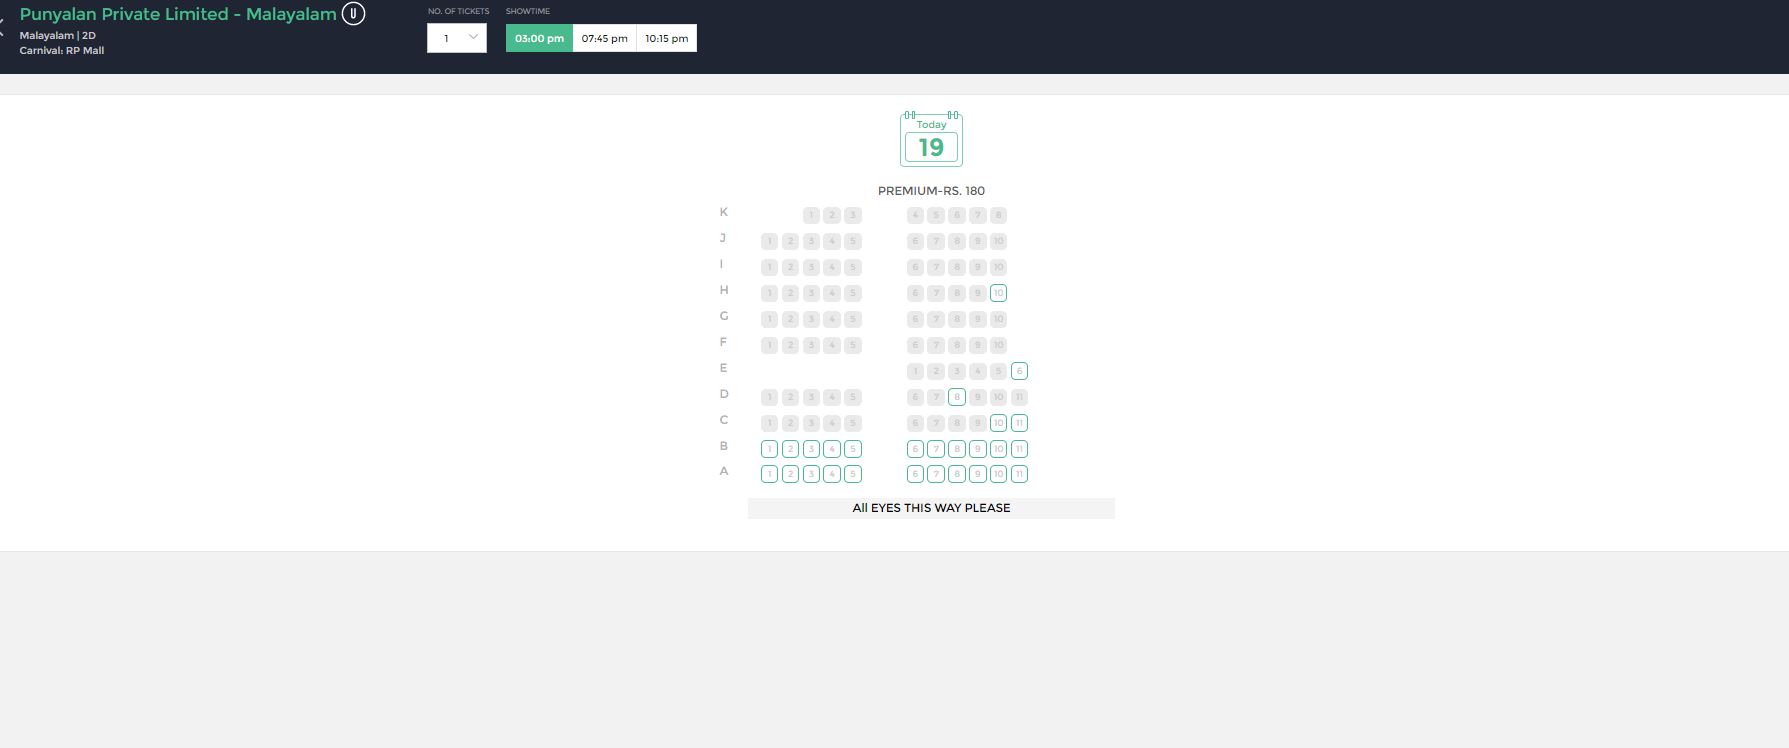 Punyalan Private Limited - Malayalam U
Malayalam | 2D
Carnival: RP Mall
NO. OF TICKETS SHOWTIME
1 03:00 pm 07:45 pm 10:15 pm
Today
19
PREMIUM-RS. 180
K 1 2 3 4 5 6 7 8
J 1 2 3 4 5 6 7 8 9 10
I 1 2 3 4 5 6 7 8 9 10
H 1 2 3 4 5 6 7 8 9 10
G 1 2 3 4 5 6 7 8 9 10
F 1 2 3 4 5 6 7 8 9 10
E 1 2 3 4 5 6
D 1 2 3 4 5 6 7 8 9 10 11
C 1 2 3 4 5 6 7 8 9 10 11
B 1 2 3 4 5 6 7 8 9 10 11
A 1 2 3 4 5 6 7 8 9 10 11
All EYES THIS WAY PLEASE